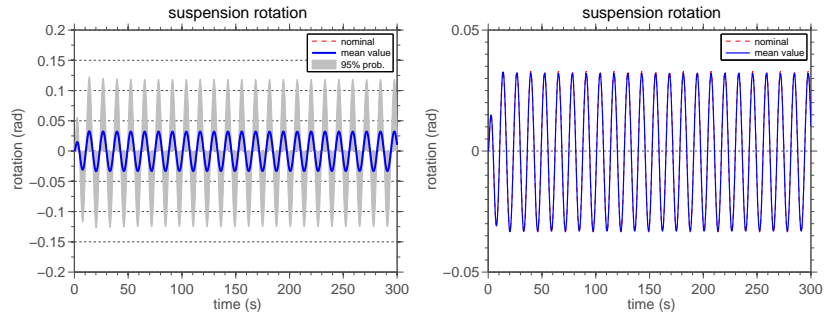 suspension rotation
0.2
0.15
0.1
0.05
0
−0.05
−0.1
−0.15
−0.2
rotation (rad)
nominal
mean value
95% prob.
0 50 100 150 200 250 300
time (s)
suspension rotation
0.05
0
−0.05
rotation (rad)
nominal
mean value
0 50 100 150 200 250 300
time (s)